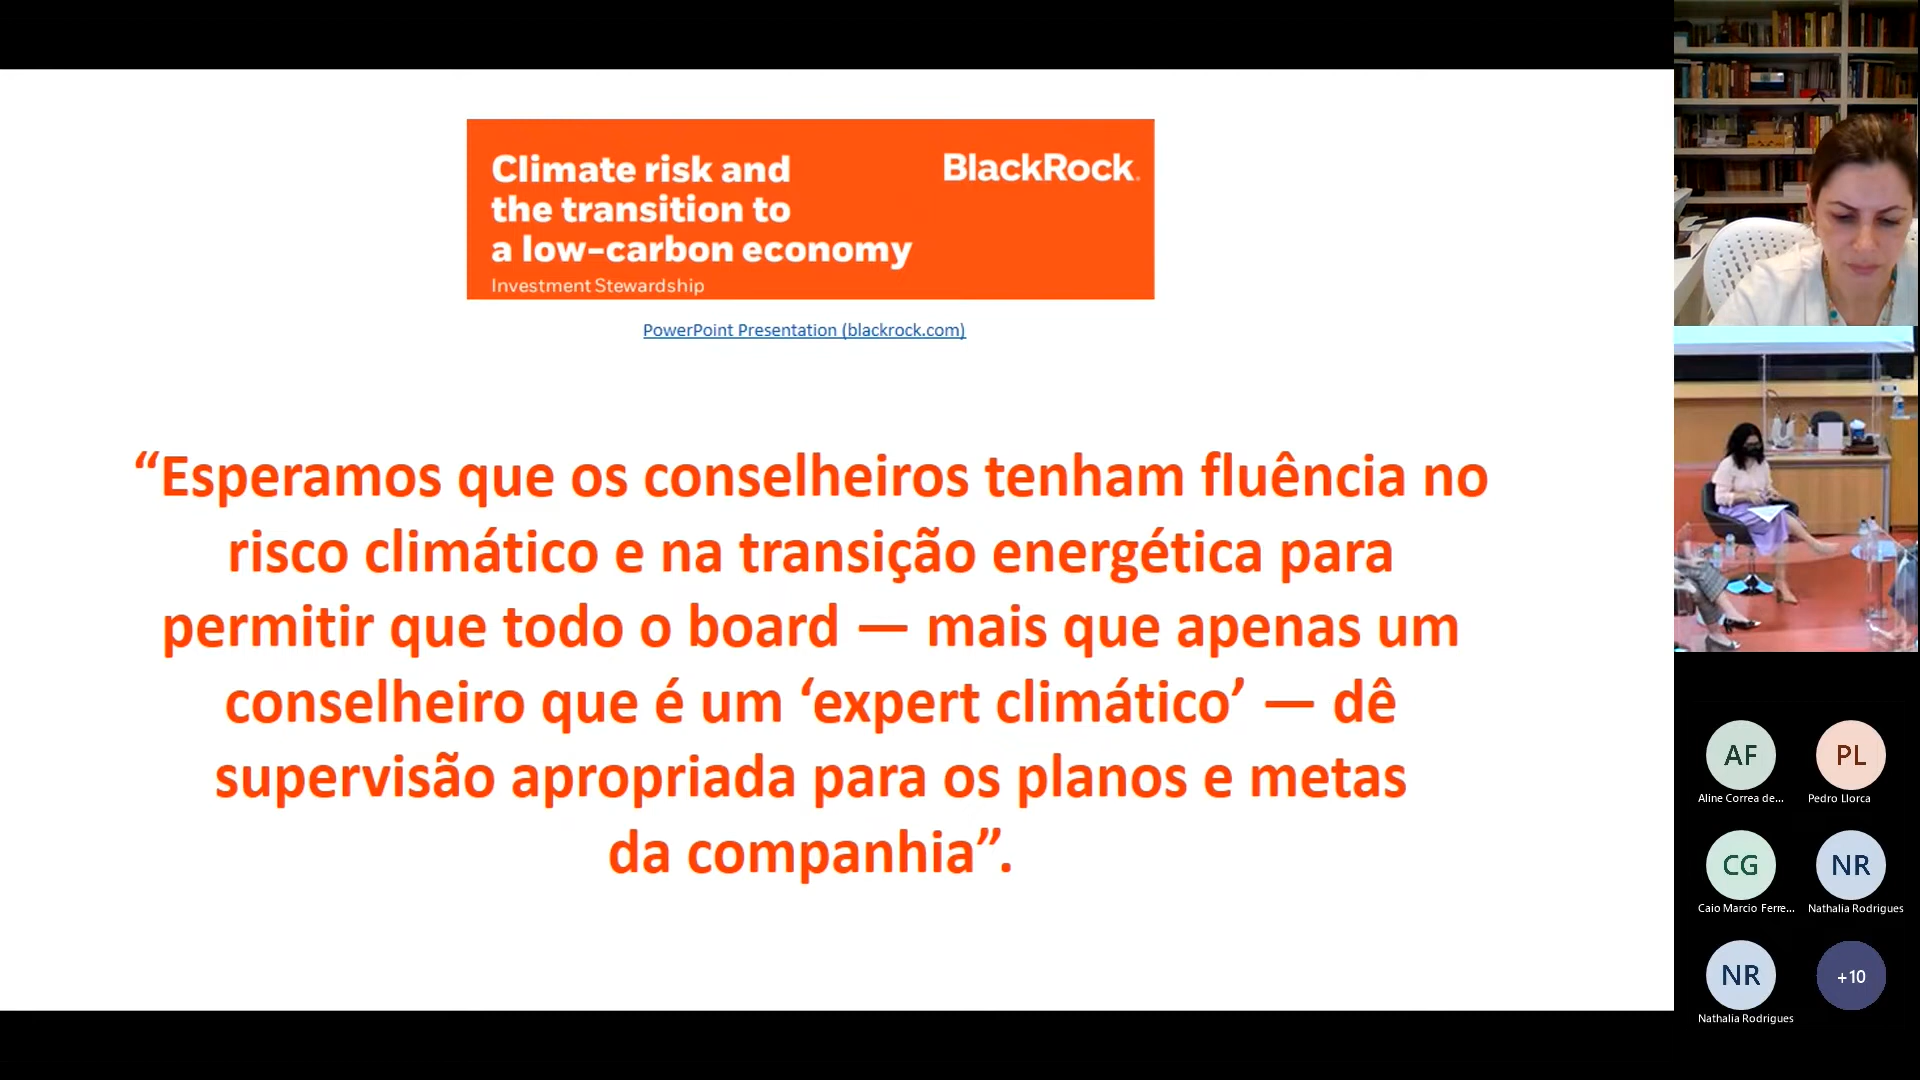 Climate risk and
the transition to
a low-carbon economy
Investment Stewardship
BlackRock.
PowerPoint Presentation (blackrock.com)
“Esperamos que os conselheiros tenham fluência no
risco climático e na transição energética para
permitir que todo o board — mais que apenas um
conselheiro que é um ‘expert climático’ — dê
supervisão apropriada para os planos e metas
da companhia”.
AF
Aline Correa de...
PL
Pedro Llorca
CG
Caio Marcio Ferre...
NR
Nathalia Rodrigues
NR
Nathalia Rodrigues
+10